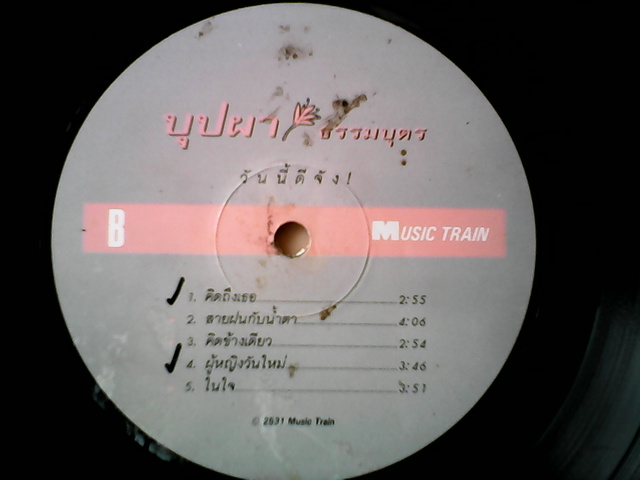 บุปผา ธรรมบุตร
วันนี้ดีจัง!
B MUSIC TRAIN
1. คิดถึงเธอ 2:55
2. สายฝนกับน้ำตา 4:06
3. คิดข้างเดียว 2:54
4. ผู้หญิงวันใหม่ 3:46
5. ในใจ 3:51
© 2531 Music Train